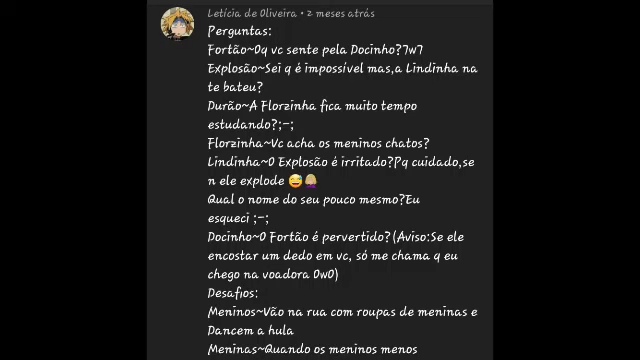 Letícia de Oliveira • 2 meses atrás
Perguntas:
Fortão~Oq vc sente pela Docinho?7w7
Explosão~Sei q é impossível mas,a Lindinha na
te bateu?
Durão~A Florzinha fica muito tempo
estudando?;-;
Florzinha~Vc acha os meninos chatos?
Lindinha~O Explosão é irritado?Pq cuidado,se
n ele explode 😅🤦🏼‍♀️
Qual o nome do seu pouco mesmo?Eu
esqueci ;-;
Docinho~O Fortão é pervertido?(Aviso:Se ele
encostar um dedo em vc, só me chama q eu
chego na voadora OwO)
Desafios:
Meninos~Vão na rua com roupas de meninas e
Dancem a hula
Meninas~Quando os meninos menos